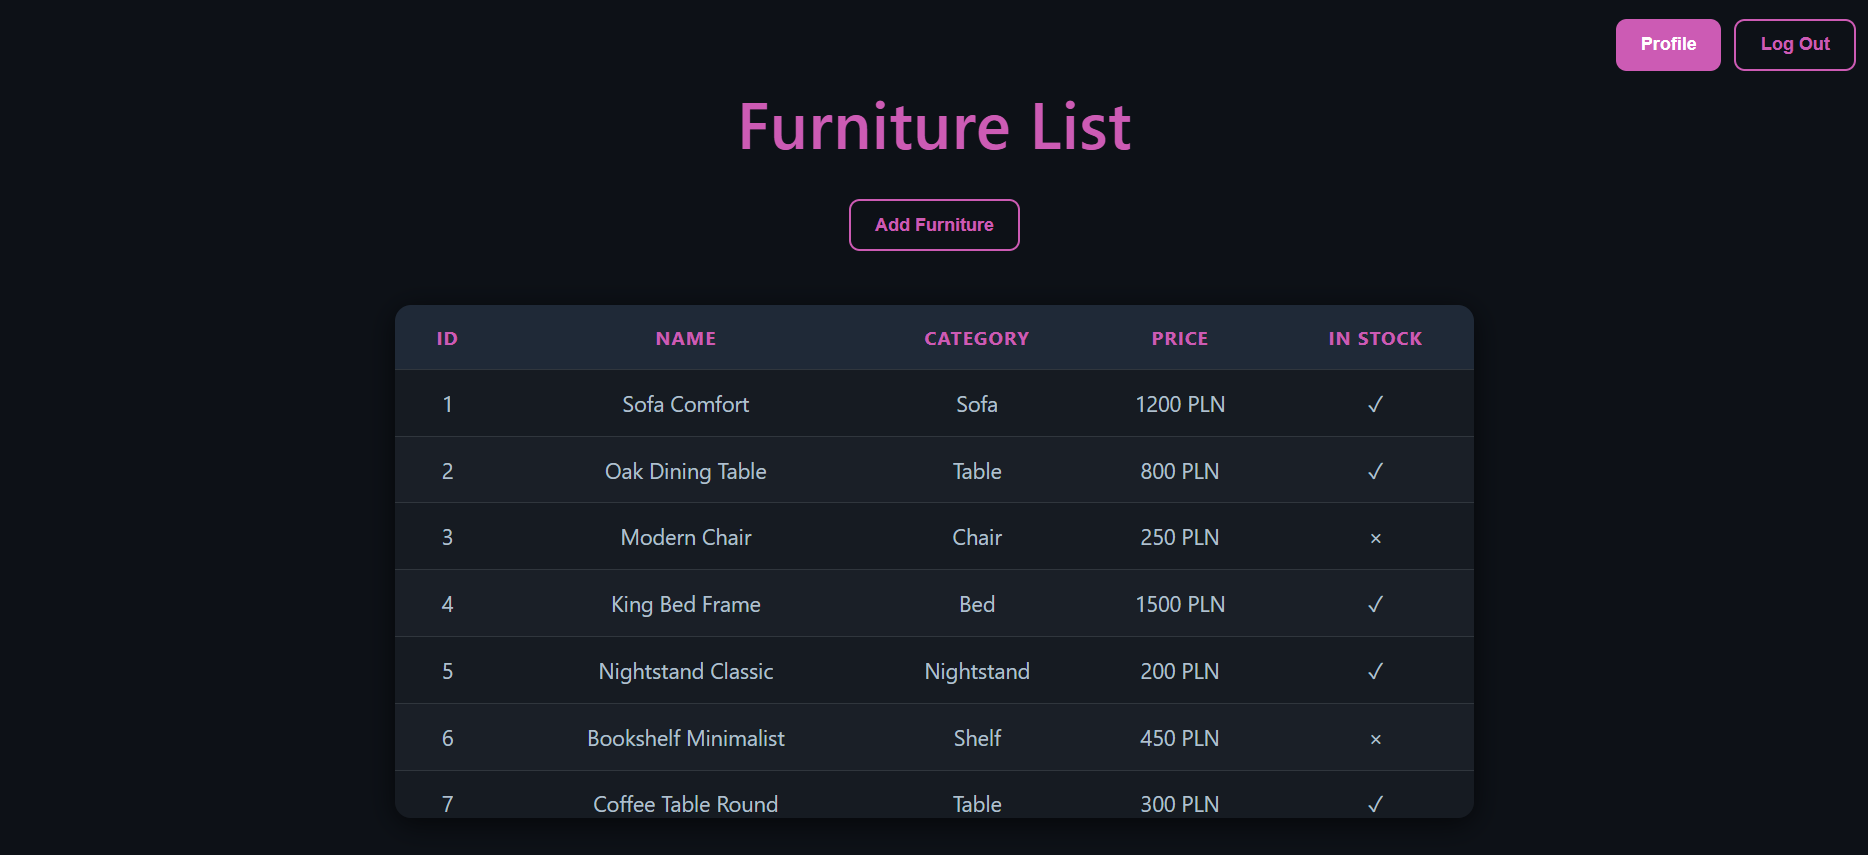 Profile Log Out
Furniture List
Add Furniture
ID NAME CATEGORY PRICE IN STOCK
1 Sofa Comfort Sofa 1200 PLN ✓
2 Oak Dining Table Table 800 PLN ✓
3 Modern Chair Chair 250 PLN ×
4 King Bed Frame Bed 1500 PLN ✓
5 Nightstand Classic Nightstand 200 PLN ✓
6 Bookshelf Minimalist Shelf 450 PLN ×
7 Coffee Table Round Table 300 PLN ✓